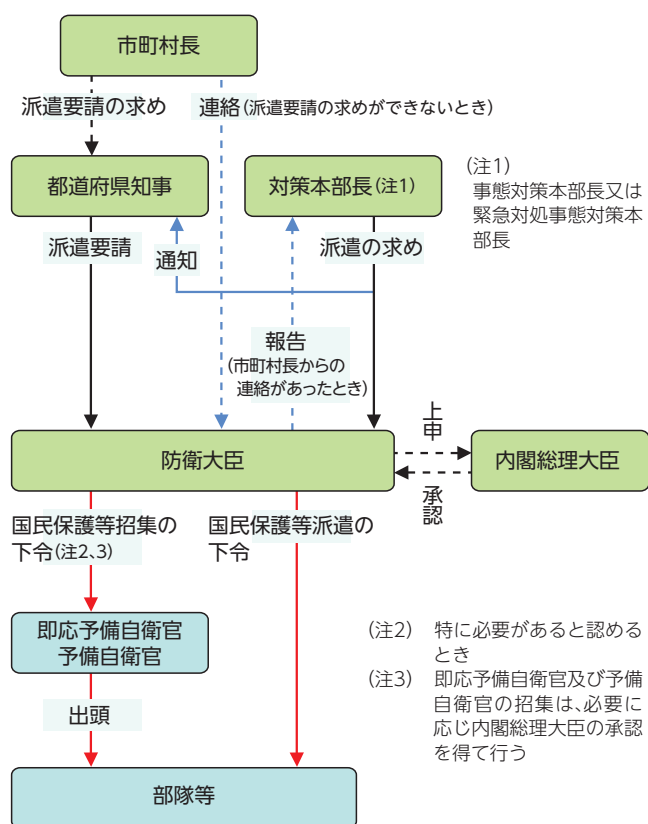 市町村長
派遣要請の求め
連絡(派遣要請の求めができないとき)
都道府県知事
対策本部長(注1)
(注1)
事態対策本部長又は
緊急対処事態対策本
部長
派遣要請
通知
派遣の求め
報告
(市町村長からの
連絡があったとき)
防衛大臣
上申
承認
内閣総理大臣
国民保護等招集の
下令(注2、3)
国民保護等派遣の
下令
即応予備自衛官
予備自衛官
(注2) 特に必要があると認める
とき
(注3) 即応予備自衛官及び予備
自衛官の招集は、必要に
応じ内閣総理大臣の承認
を得て行う
出頭
部隊等